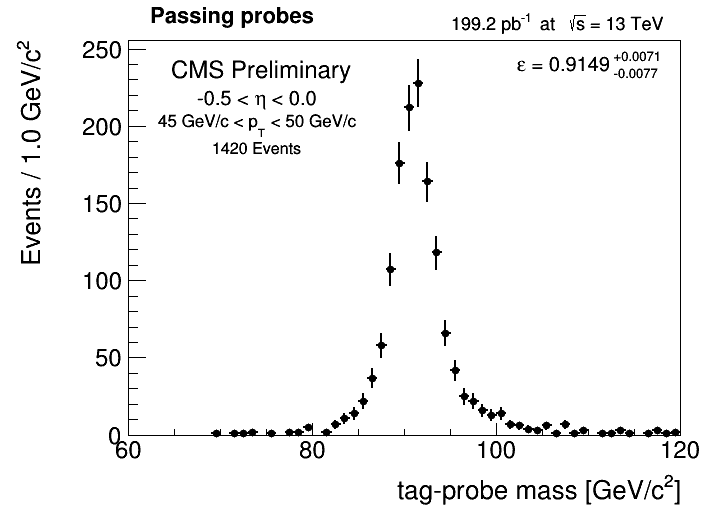 Passing probes
199.2 pb⁻¹ at √s = 13 TeV
CMS Preliminary
-0.5 < η < 0.0
45 GeV/c < p_T < 50 GeV/c
1420 Events
ε = 0.9149 +0.0071 -0.0077
Events / 1.0 GeV/c²
250
200
150
100
50
0
60 80 100 120
tag-probe mass [GeV/c²]